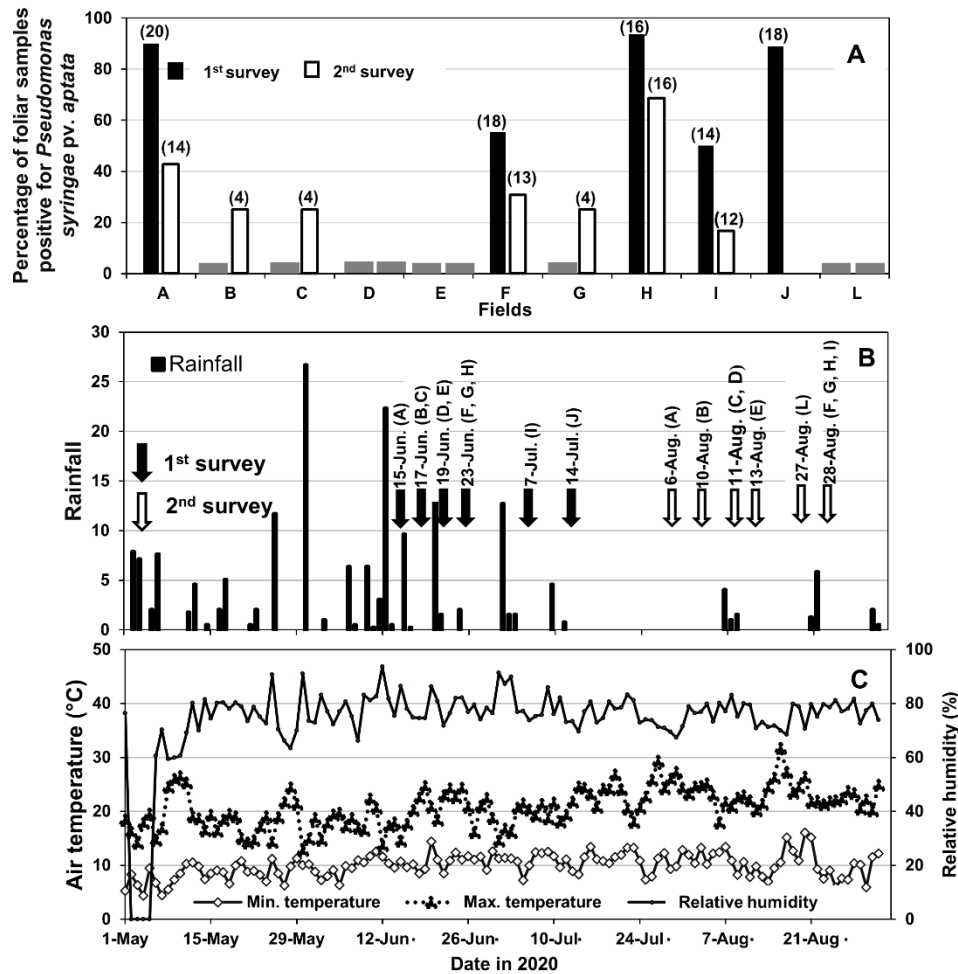 Percentage of foliar samples
positive for Pseudomonas
syringae pv. aptata
100
80
60
40
20
0
A
1st survey
2nd survey
(20)
(14)
(4)
(4)
(18)
(13)
(4)
(16)
(16)
(14)
(12)
(18)
A B C D E F G H I J L
Fields
B
Rainfall
30
25
20
15
10
5
0
Rainfall
1st survey
2nd survey
15-Jun. (A)
17-Jun. (B,C)
19-Jun. (D, E)
23-Jun. (F, G, H)
7-Jul. (I)
14-Jul. (J)
6-Aug. (A)
10-Aug. (B)
11-Aug. (C, D)
13-Aug. (E)
27-Aug. (L)
28-Aug. (F, G, H, I)
C
Air temperature (°C)
50
40
30
20
10
0
Relative humidity (%)
100
80
60
40
20
0
Min. temperature
Max. temperature
Relative humidity
1-May 15-May 29-May 12-Jun. 26-Jun. 10-Jul. 24-Jul. 7-Aug. 21-Aug.
Date in 2020